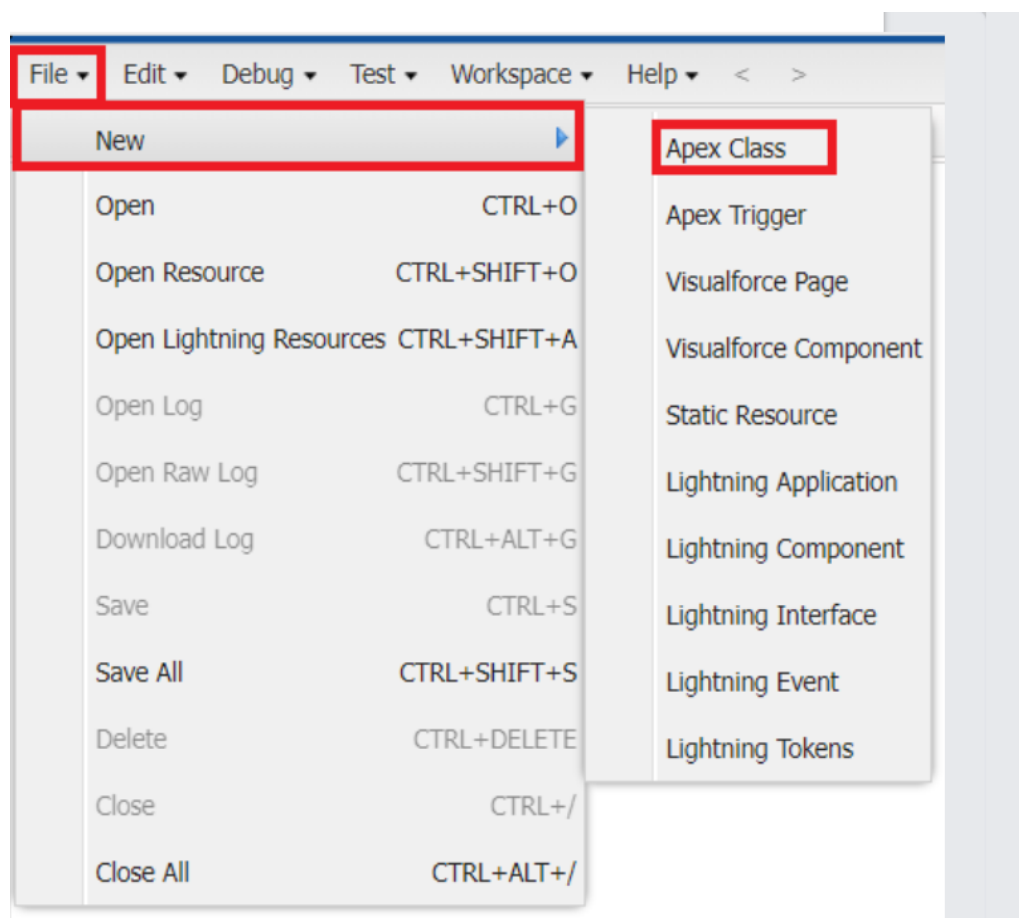 File Edit Debug Test Workspace Help < >
New
Open CTRL+O
Open Resource CTRL+SHIFT+O
Open Lightning Resources CTRL+SHIFT+A
Open Log CTRL+G
Open Raw Log CTRL+SHIFT+G
Download Log CTRL+ALT+G
Save CTRL+S
Save All CTRL+SHIFT+S
Delete CTRL+DELETE
Close CTRL+/
Close All CTRL+ALT+/
Apex Class
Apex Trigger
Visualforce Page
Visualforce Component
Static Resource
Lightning Application
Lightning Component
Lightning Interface
Lightning Event
Lightning Tokens